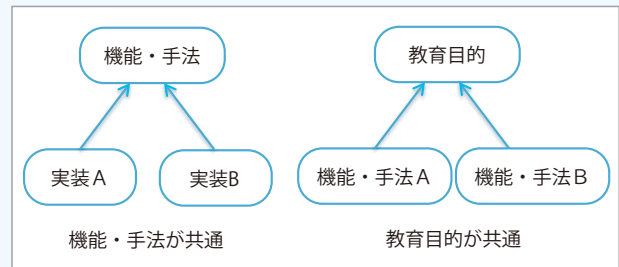 機能・手法
教育目的
実装A
実装B
機能・手法A
機能・手法B
機能・手法が共通
教育目的が共通